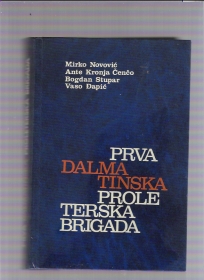 Mirko Novović
Ante Kronja Čenčo
Bogdan Stupar
Vaso Đapić
PRVA
DALMA
TINSKA
PROLE
TERSKA
BRIGADA